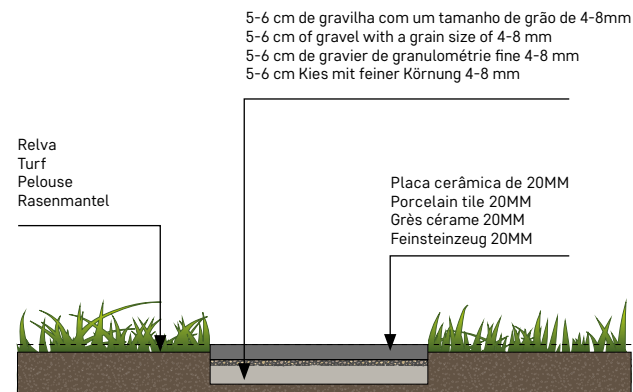 5-6 cm de gravilha com um tamanho de grão de 4-8mm
5-6 cm of gravel with a grain size of 4-8 mm
5-6 cm de gravier de granulométrie fine 4-8 mm
5-6 cm Kies mit feiner Körnung 4-8 mm
Relva
Turf
Pelouse
Rasenmantel
Placa cerâmica de 20MM
Porcelain tile 20MM
Grès cérame 20MM
Feinsteinzeug 20MM